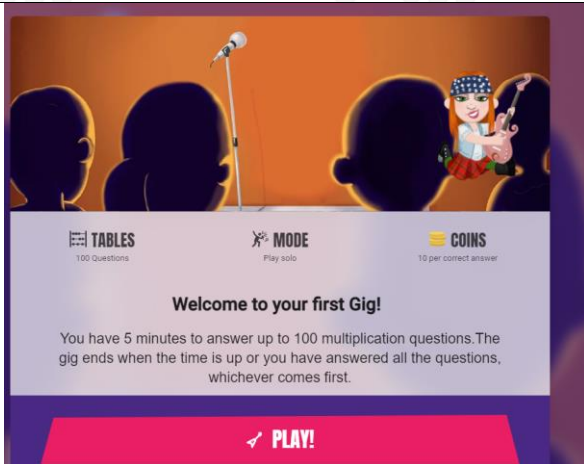 TABLES
100 Questions
MODE
Play solo
COINS
10 per correct answer
Welcome to your first Gig!
You have 5 minutes to answer up to 100 multiplication questions.The
gig ends when the time is up or you have answered all the questions,
whichever comes first.
PLAY!